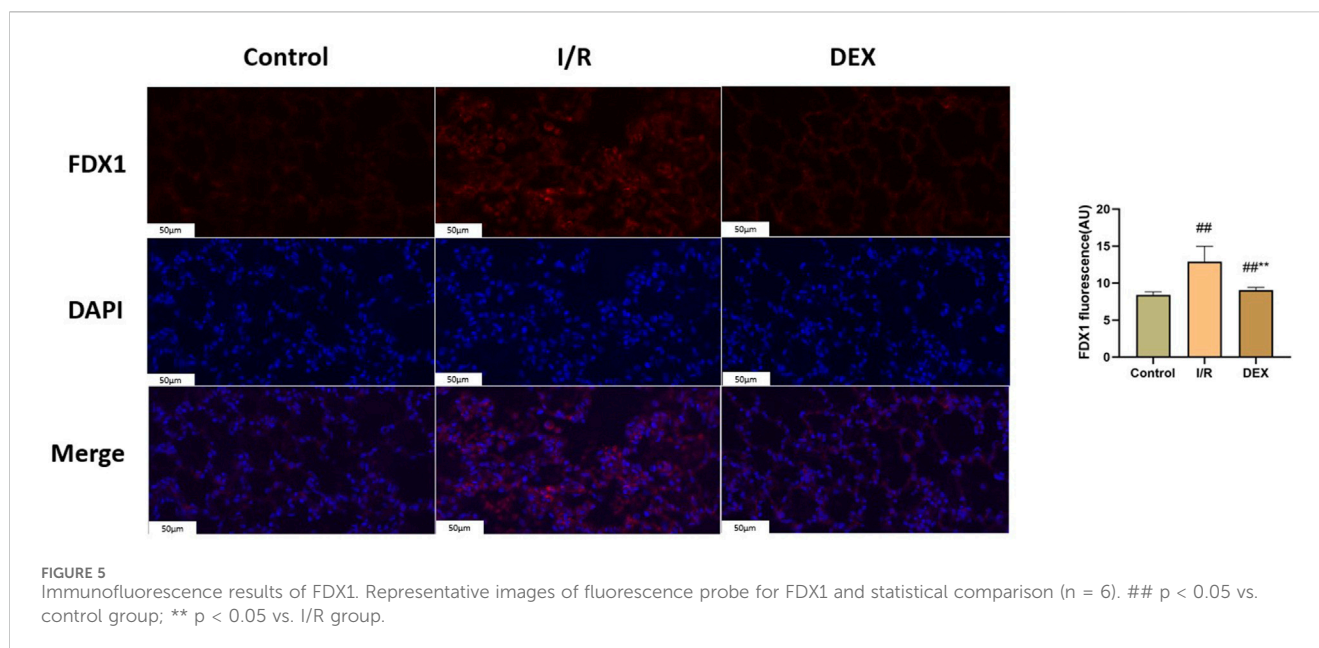 Control I/R DEX
FDX1
50µm 50µm 50µm
DAPI
50µm 50µm 50µm
Merge
50µm 50µm 50µm
FDX1 fluorescence(AU)
20
15
10
5
0
##
##**
Control I/R DEX
FIGURE 5
Immunofluorescence results of FDX1. Representative images of fluorescence probe for FDX1 and statistical comparison (n = 6). ## p < 0.05 vs.
control group; ** p < 0.05 vs. I/R group.